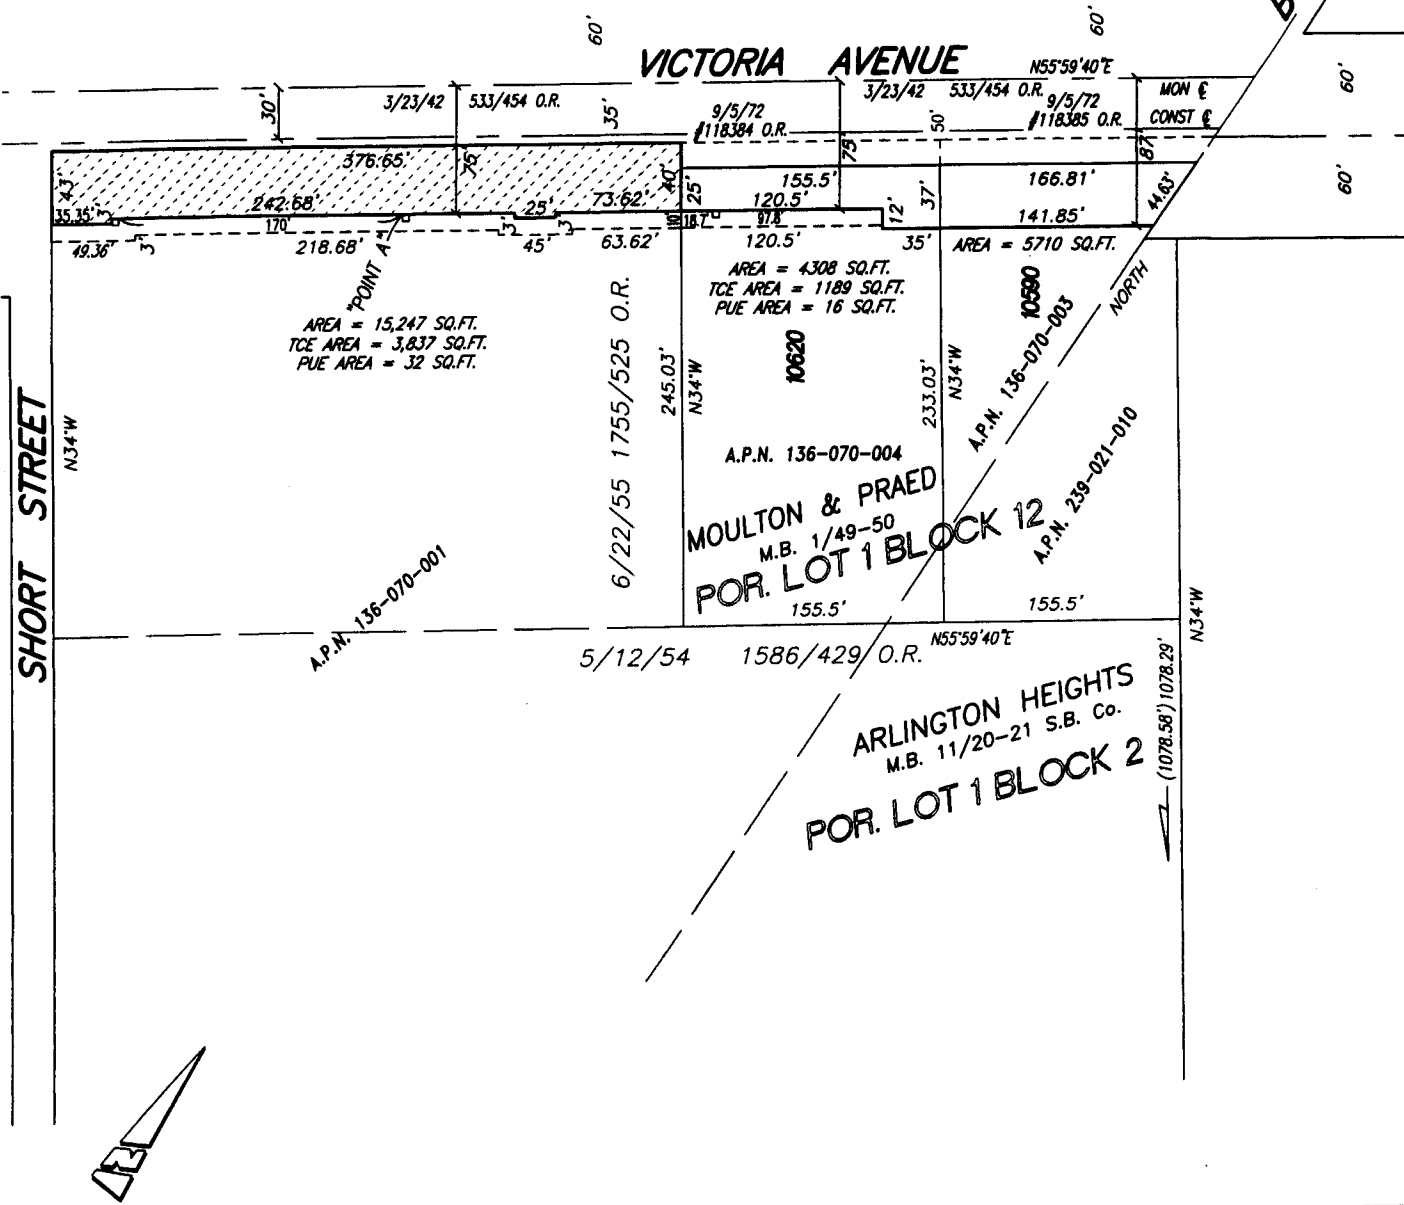 60'
60'
B
VICTORIA AVENUE
N55°59'40"E
60'
30'
3/23/42 533/454 O.R.
35'
9/5/72
#118384 O.R.
3/23/42 533/454 O.R.
50'
9/5/72
#118385 O.R.
MON ℄
CONST ℄
60'
43'
376.65'
75'
40'
25'
155.5'
75'
37'
166.81'
87'
44.63'
35.35'
3'
242.68'
25'
73.62'
120.5'
12'
141.85'
170'
10'
18.7'
97.8'
49.36'
3'
218.68'
3'
45'
3'
63.62'
120.5'
35'
AREA = 5710 SQ.FT.
"POINT A"
AREA = 15,247 SQ.FT.
TCE AREA = 3,837 SQ.FT.
PUE AREA = 32 SQ.FT.
AREA = 4308 SQ.FT.
TCE AREA = 1189 SQ.FT.
PUE AREA = 16 SQ.FT.
10620
10590
NORTH
6/22/55 1755/525 O.R.
245.03'
N34°W
233.03'
N34°W
A.P.N. 136-070-003
A.P.N. 239-021-010
SHORT STREET
N34°W
A.P.N. 136-070-004
MOULTON & PRAED
M.B. 1/49-50
POR. LOT 1 BLOCK 12
155.5'
155.5'
A.P.N. 136-070-001
N34°W
5/12/54 1586/429 O.R.
N55°59'40"E
(1078.58') 1078.29'
ARLINGTON HEIGHTS
M.B. 11/20-21 S.B. Co.
POR. LOT 1 BLOCK 2
N